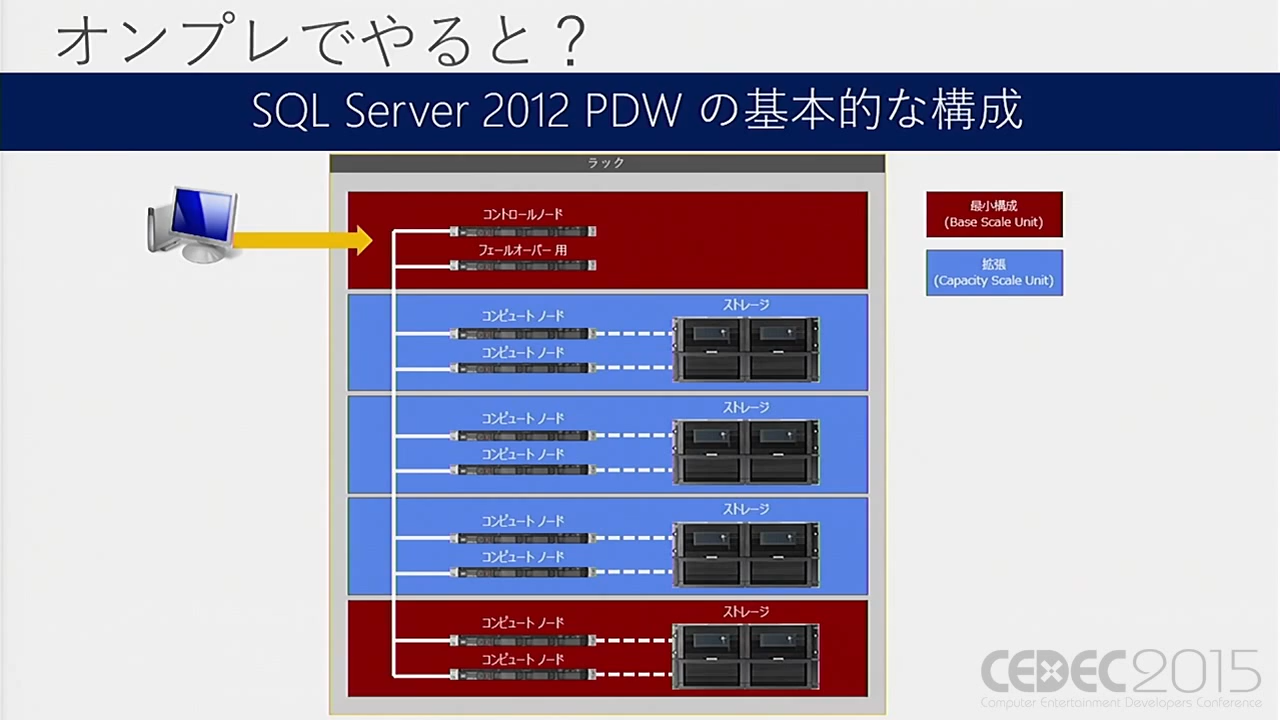 オンプレでやると？
SQL Server 2012 PDW の基本的な構成
ラック
コントロールノード
フェールオーバー 用
コンピュート ノード
ストレージ
コンピュート ノード
コンピュート ノード
ストレージ
コンピュート ノード
コンピュート ノード
ストレージ
コンピュート ノード
コンピュート ノード
ストレージ
コンピュート ノード
最小構成
(Base Scale Unit)
拡張
(Capacity Scale Unit)
CEDEC2015
Computer Entertainment Developers Conference